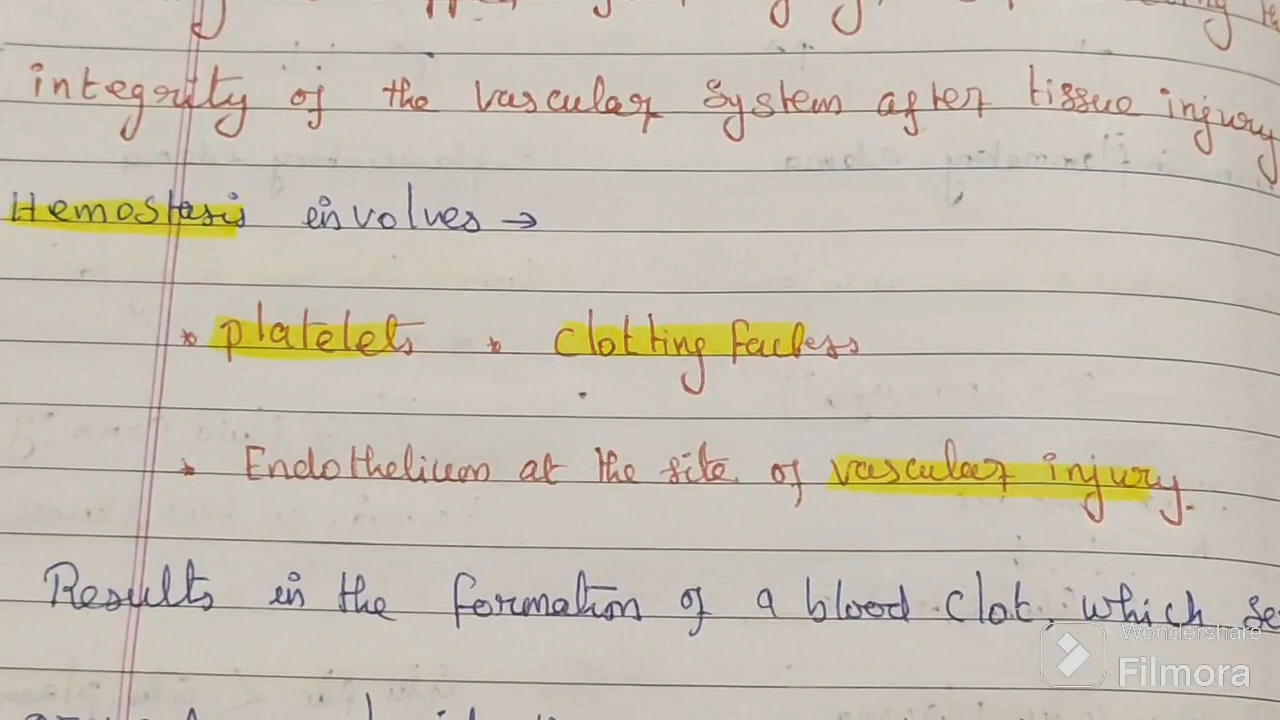 integrity of the vascular system after tissue injury
Hemostasis involves →
* platelets * Clotting factors
* Endothelium at the site of vascular injury.
Results in the formation of a blood clot, which se
Wondershare
Filmora